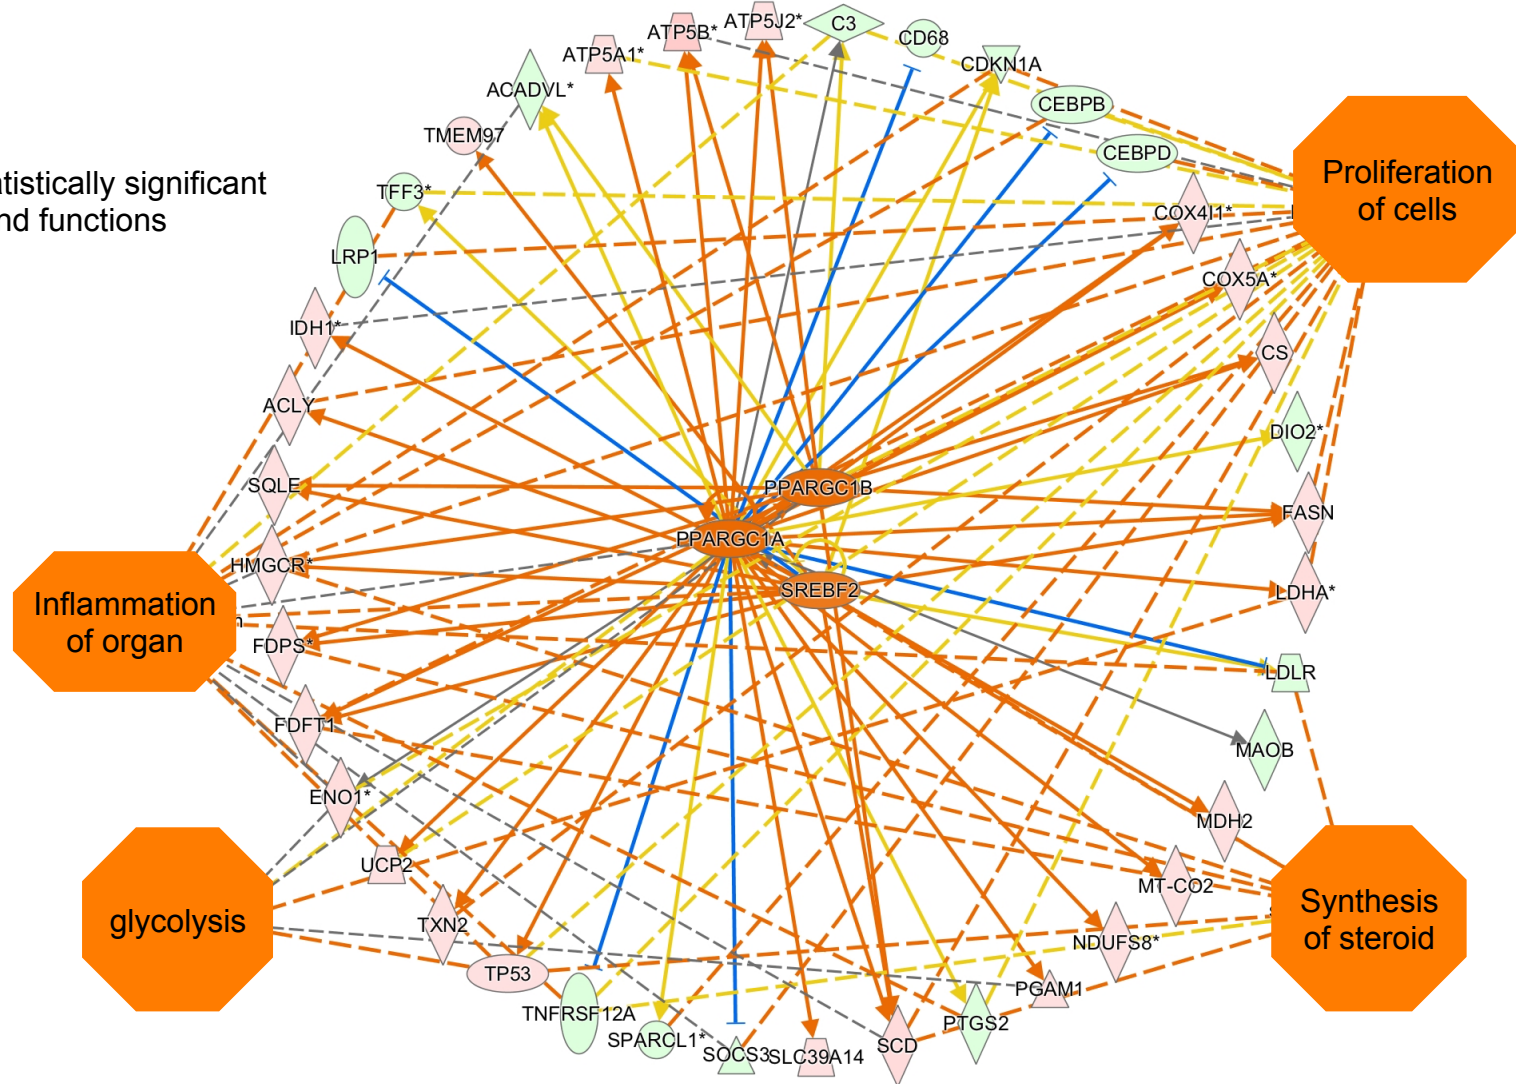 ATP5J2*
C3
ATP5B*
CD68
ATP5A1*
CDKN1A
ACADVL*
CEBPB
TMEM97
CEBPD
Proliferation
of cells
atistically significant
nd functions
TFF3*
COX4I1*
LRP1
COX5A*
IDH1*
CS
ACLY
DIO2*
SQLE
PPARGC1B
FASN
PPARGC1A
HMGCR*
SREBF2
LDHA*
Inflammation
of organ
n
FDPS*
LDLR
FDFT1
MAOB
ENO1*
MDH2
UCP2
MT-CO2
glycolysis
TXN2
NDUFS8*
Synthesis
of steroid
TP53
PGAM1
TNFRSF12A
PTGS2
SPARCL1*
SOCS3
SLC39A14
SCD